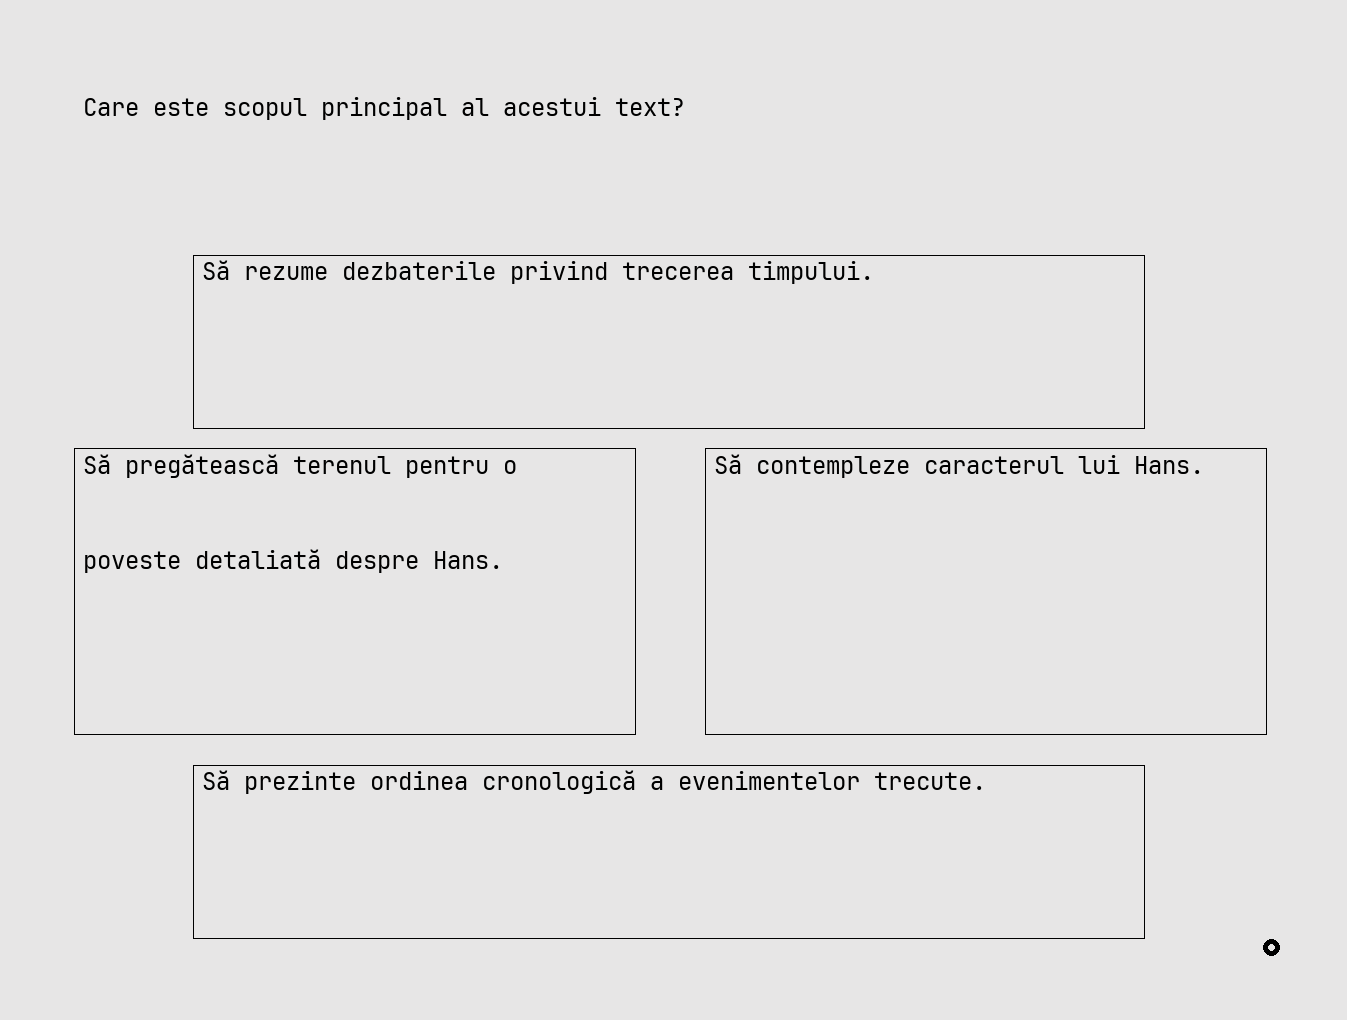 Care este scopul principal al acestui text?
Să rezume dezbaterile privind trecerea timpului.
Să pregătească terenul pentru o
poveste detaliată despre Hans.
Să contempleze caracterul lui Hans.
Să prezinte ordinea cronologică a evenimentelor trecute.